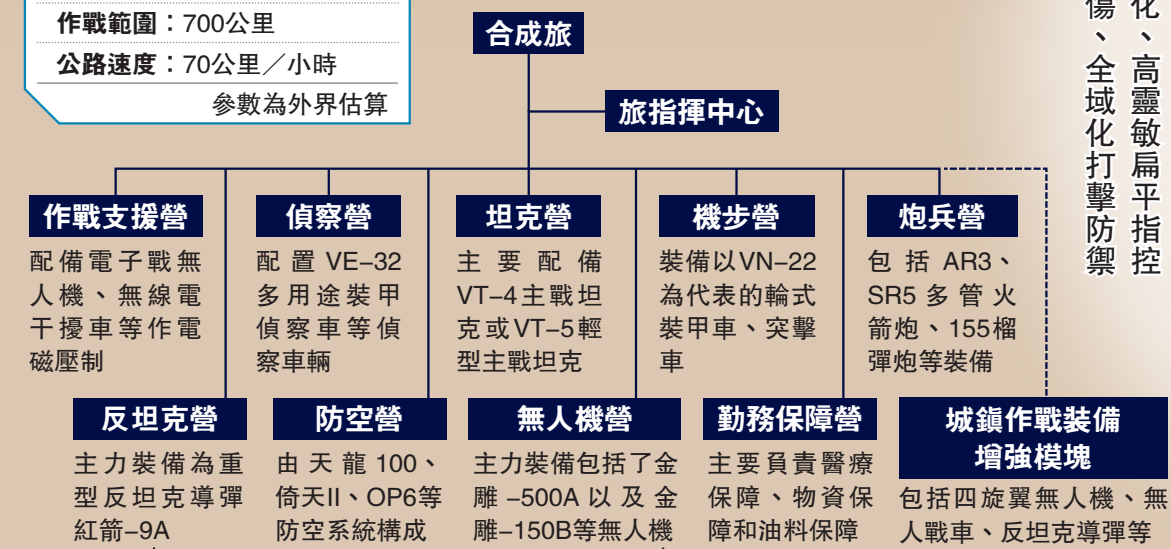 作戰範圍：700公里
公路速度：70公里／小時
參數為外界估算
化、高靈敏扁平指控
傷、全域化打擊防禦
合成旅
旅指揮中心
作戰支援營
配備電子戰無
人機、無線電
干擾車等作電
磁壓制
偵察營
配置VE–32
多用途裝甲
偵察車等偵
察車輛
坦克營
主要配備
VT–4主戰坦
克或VT–5輕
型主戰坦克
機步營
裝備以VN–22
為代表的輪式
裝甲車、突擊
車
炮兵營
包括AR3、
SR5多管火
箭炮、155榴
彈炮等裝備
反坦克營
主力裝備為重
型反坦克導彈
紅箭–9A
防空營
由天龍100、
倚天II、OP6等
防空系統構成
無人機營
主力裝備包括了金
雕–500A以及金
雕–150B等無人機
勤務保障營
主要負責醫療
保障、物資保
障和油料保障
城鎮作戰裝備
增強模塊
包括四旋翼無人機、無
人戰車、反坦克導彈等